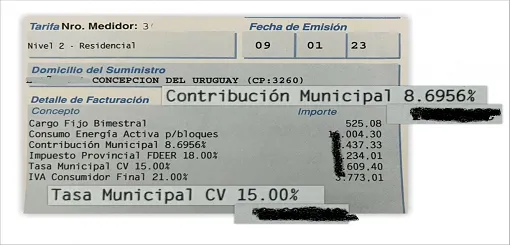 Tarifa Nro. Medidor: 3
Fecha de Emisión
Nivel 2 - Residencial
09 01 23
Domicilio del Suministro
CONCEPCION DEL URUGUAY (CP:3260)
Detalle de Facturación
Contribución Municipal 8.6956%
Concepto Importe
Cargo Fijo Bimestral 525.08
Consumo Energía Activa p/bloques .004.30
Contribución Municipal 8.6956% .437.33
Impuesto Provincial FDEER 18.00% .234.01
Tasa Municipal CV 15.00% .609.40
IVA Consumidor Final 21.00% 3.773.01
Tasa Municipal CV 15.00%